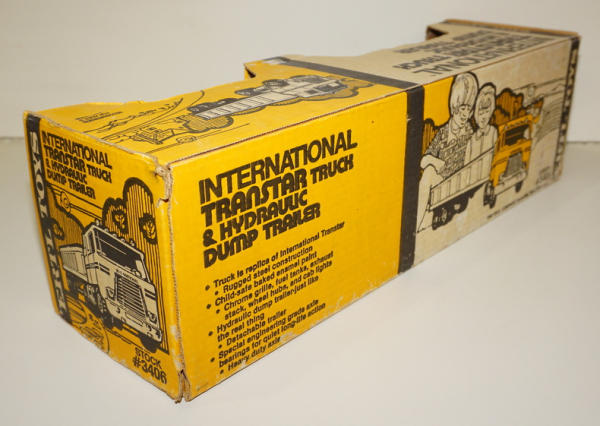 INTERNATIONAL
TRANSTAR TRUCK
& HYDRAULIC
DUMP TRAILER
STOCK
#3406
INTERNATIONAL
TRANSTAR TRUCK
& HYDRAULIC
DUMP TRAILER
• Truck is replica of International Transtar
• Rugged steel construction
• Child-safe baked enamel paint
• Chrome grille, fuel tanks, exhaust
stack, wheel hubs, and cab lights
• Hydraulic dump trailer-just like
the real thing
• Detachable trailer
• Special engineering grade axle
bearings for quiet long-life action
• Heavy duty axle
INTERNATIONAL
TRUCK